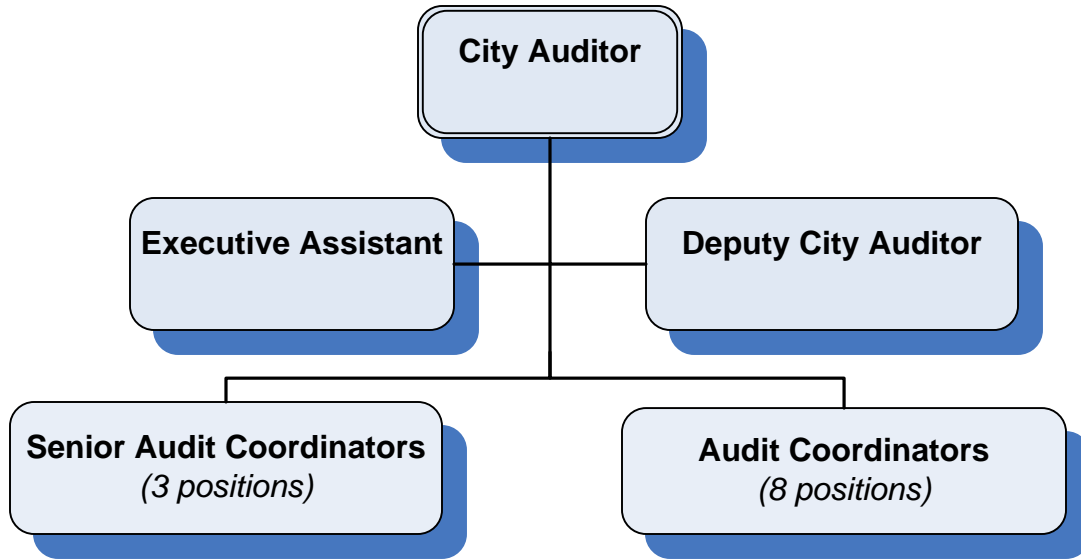 City Auditor
Executive Assistant
Deputy City Auditor
Senior Audit Coordinators
(3 positions)
Audit Coordinators
(8 positions)